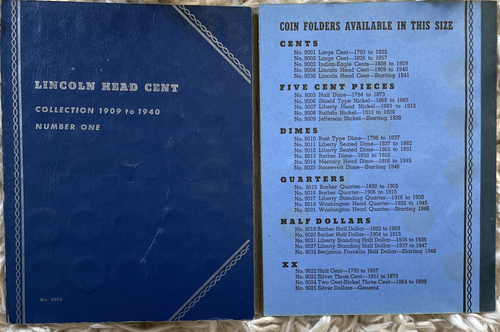 LINCOLN HEAD CENT
COLLECTION 1909 to 1940
NUMBER ONE
No. 9004
COIN FOLDERS AVAILABLE IN THIS SIZE
CENTS
No. 9001 Large Cent—1793 to 1825
No. 9002 Large Cent—1826 to 1857
No. 9003 Indian-Eagle Cents—1856 to 1909
No. 9004 Lincoln Head Cent—1909 to 1940
No. 9030 Lincoln Head Cent—Starting 1941
FIVE CENT PIECES
No. 9005 Half Dime—1794 to 1873
No. 9006 Shield Type Nickel—1866 to 1883
No. 9007 Liberty Head Nickel—1883 to 1913
No. 9008 Buffalo Nickel—1913 to 1938
No. 9009 Jefferson Nickel—Starting 1938
DIMES
No. 9010 Bust Type Dime—1796 to 1837
No. 9011 Liberty Seated Dime—1837 to 1862
No. 9012 Liberty Seated Dime—1863 to 1891
No. 9013 Barber Dime—1892 to 1916
No. 9014 Mercury Head Dime—1916 to 1945
No. 9029 Roosevelt Dime—Starting 1946
QUARTERS
No. 9015 Barber Quarter—1892 to 1905
No. 9016 Barber Quarter—1906 to 1915
No. 9017 Liberty Standing Quarter—1916 to 1930
No. 9018 Washington Head Quarter—1932 to 1945
No. 9031 Washington Head Quarter—Starting 1946
HALF DOLLARS
No. 9019 Barber Half Dollar—1892 to 1903
No. 9020 Barber Half Dollar—1904 to 1915
No. 9021 Liberty Standing Half Dollar—1916 to 1936
No. 9027 Liberty Standing Half Dollar—1937 to 1947
No. 9032 Benjamin Franklin Half Dollar—Starting 1948
XX
No. 9022 Half Cent—1793 to 1857
No. 9023 Silver Three Cent—1851 to 1873
No. 9024 Two Cent-Nickel Three Cent—1864 to 1889
No. 9025 Silver Dollars—General